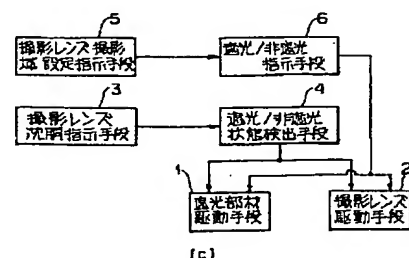 5
6
撮影レンズ撮影
域設定指示手段
遮光/非遮光
指示手段
3
4
撮影レンズ
沈胴指示手段
遮光/非遮光
状態検出手段
1
遮光部材
駆動手段
2
撮影レンズ
駆動手段
(c)